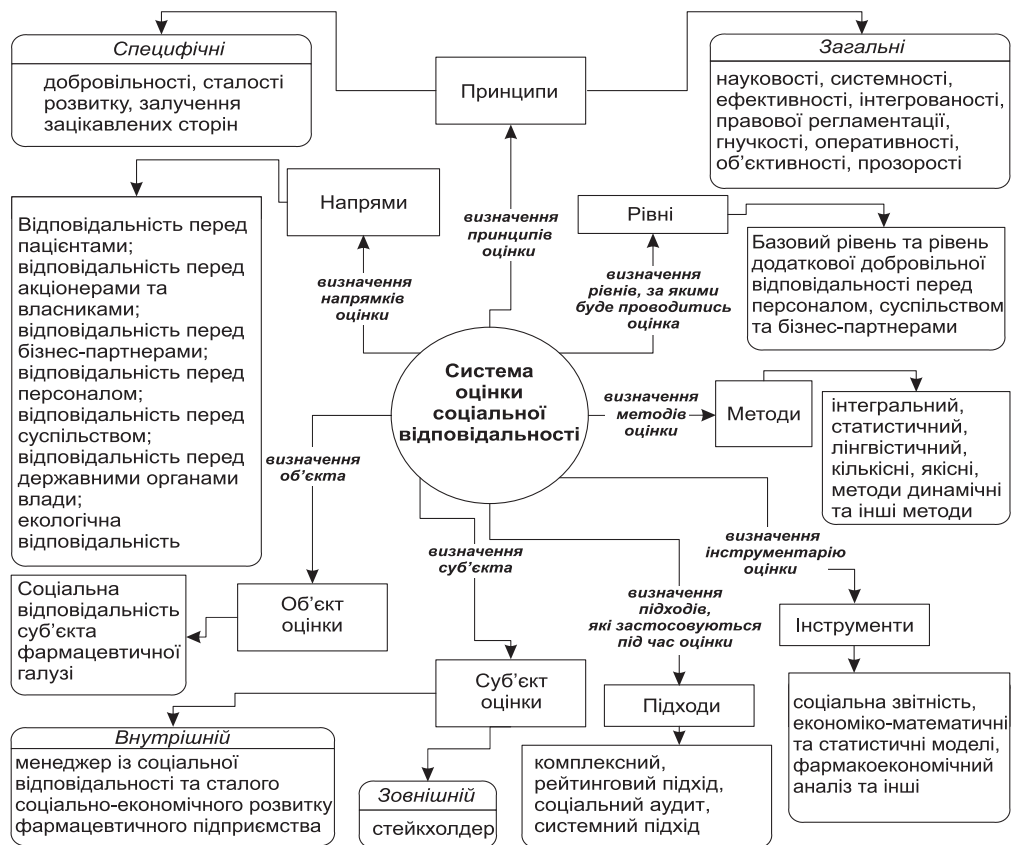 Специфічні
добровільності, сталості
розвитку, залучення
зацікавлених сторін
Принципи
Загальні
науковості, системності,
ефективності, інтегрованості,
правової регламентації,
гнучкості, оперативності,
об’єктивності, прозорості
Напрями
визначення
принципів
оцінки
Рівні
Відповідальність перед
пацієнтами;
відповідальність перед
акціонерами та
власниками;
відповідальність перед
бізнес-партнерами;
відповідальність перед
персоналом;
відповідальність перед
суспільством;
відповідальність перед
державними органами
влади;
екологічна
відповідальність
визначення
напрямків
оцінки
визначення
рівнів, за якими
буде проводитись
оцінка
Базовий рівень та рівень
додаткової добровільної
відповідальності перед
персоналом, суспільством
та бізнес-партнерами
Система
оцінки
соціальної
відповідальності
визначення
методів
оцінки
Методи
інтегральний,
статистичний,
лінгвістичний,
кількісні, якісні,
методи динамічні
та інші методи
визначення
об’єкта
визначення
суб’єкта
визначення
інструментарію
оцінки
визначення
підходів,
які застосовуються
під час оцінки
Соціальна
відповідальність
суб’єкта
фармацевтичної
галузі
Об’єкт
оцінки
Інструменти
Суб’єкт
оцінки
Підходи
соціальна звітність,
економіко-математичні
та статистичні моделі,
фармакоекономічний
аналіз та інші
Внутрішній
менеджер із соціальної
відповідальності та сталого
соціально-економічного розвитку
фармацевтичного підприємства
Зовнішній
стейкхолдер
комплексний,
рейтинговий підхід,
соціальний аудит,
системний підхід